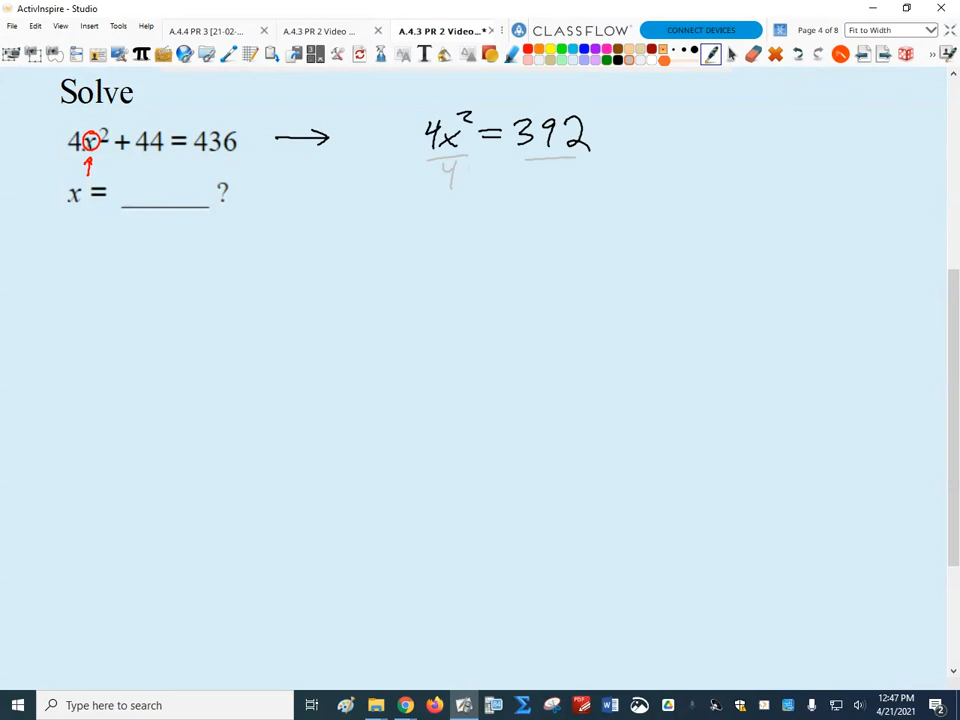 ActivInspire - Studio
File Edit View Insert Tools Help
A.4.4 PR 3 [21-02-...
A.4.3 PR 2 Video ...
A.4.3 PR 2 Video...*
CLASSFLOW
CONNECT DEVICES
Page 4 of 8
Fit to Width
Solve
4x² + 44 = 436 → 4x² = 392
4
x = ______ ?
Type here to search
12:47 PM
4/21/2021
2